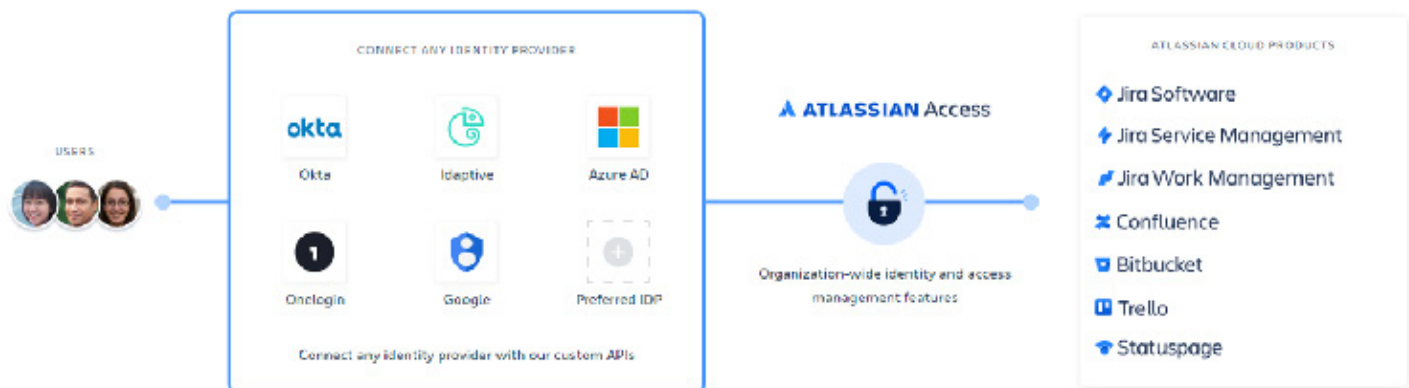 USERS
CONNECT ANY IDENTITY PROVIDER
okta
Okta
Idaptive
Azure AD
1
Onelogin
Google
Preferred IDP
Connect any identity provider with our custom APIs
ATLASSIAN Access
Organization-wide identity and access
management features
ATLASSIAN CLOUD PRODUCTS
Jira Software
Jira Service Management
Jira Work Management
Confluence
Bitbucket
Trello
Statuspage